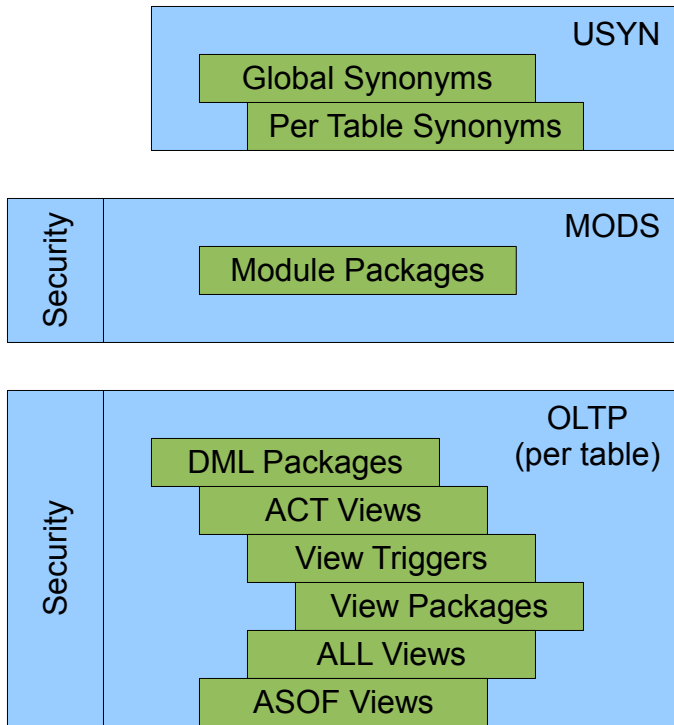 USYN
Global Synonyms
Per Table Synonyms
Security
MODS
Module Packages
Security
OLTP
(per table)
DML Packages
ACT Views
View Triggers
View Packages
ALL Views
ASOF Views